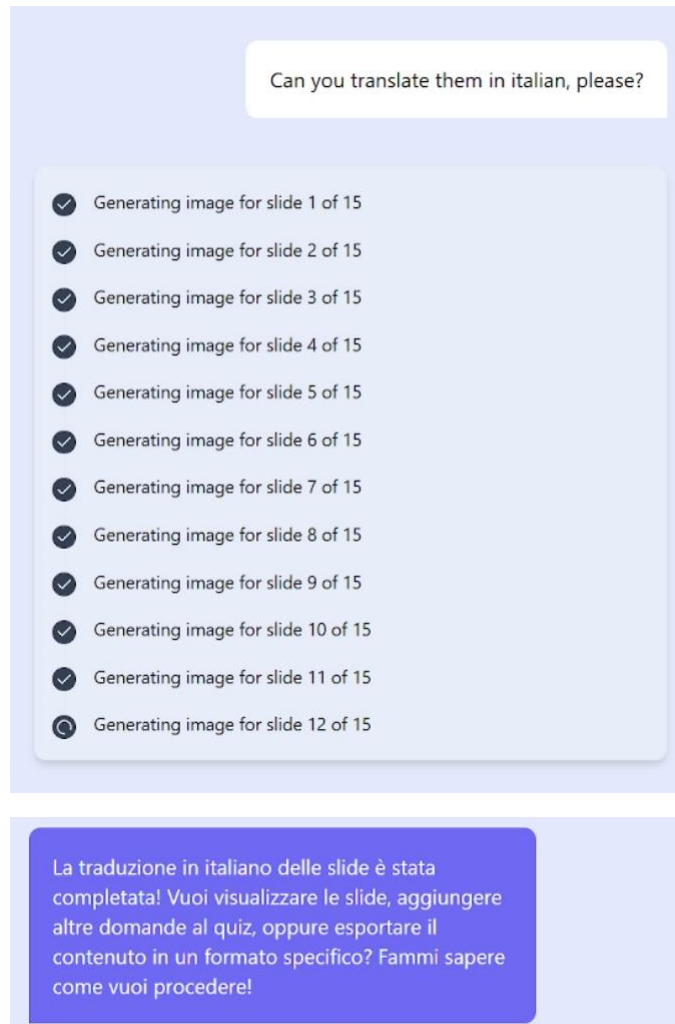 Can you translate them in italian, please?
Generating image for slide 1 of 15
Generating image for slide 2 of 15
Generating image for slide 3 of 15
Generating image for slide 4 of 15
Generating image for slide 5 of 15
Generating image for slide 6 of 15
Generating image for slide 7 of 15
Generating image for slide 8 of 15
Generating image for slide 9 of 15
Generating image for slide 10 of 15
Generating image for slide 11 of 15
Generating image for slide 12 of 15
La traduzione in italiano delle slide è stata
completata! Vuoi visualizzare le slide, aggiungere
altre domande al quiz, oppure esportare il
contenuto in un formato specifico? Fammi sapere
come vuoi procedere!